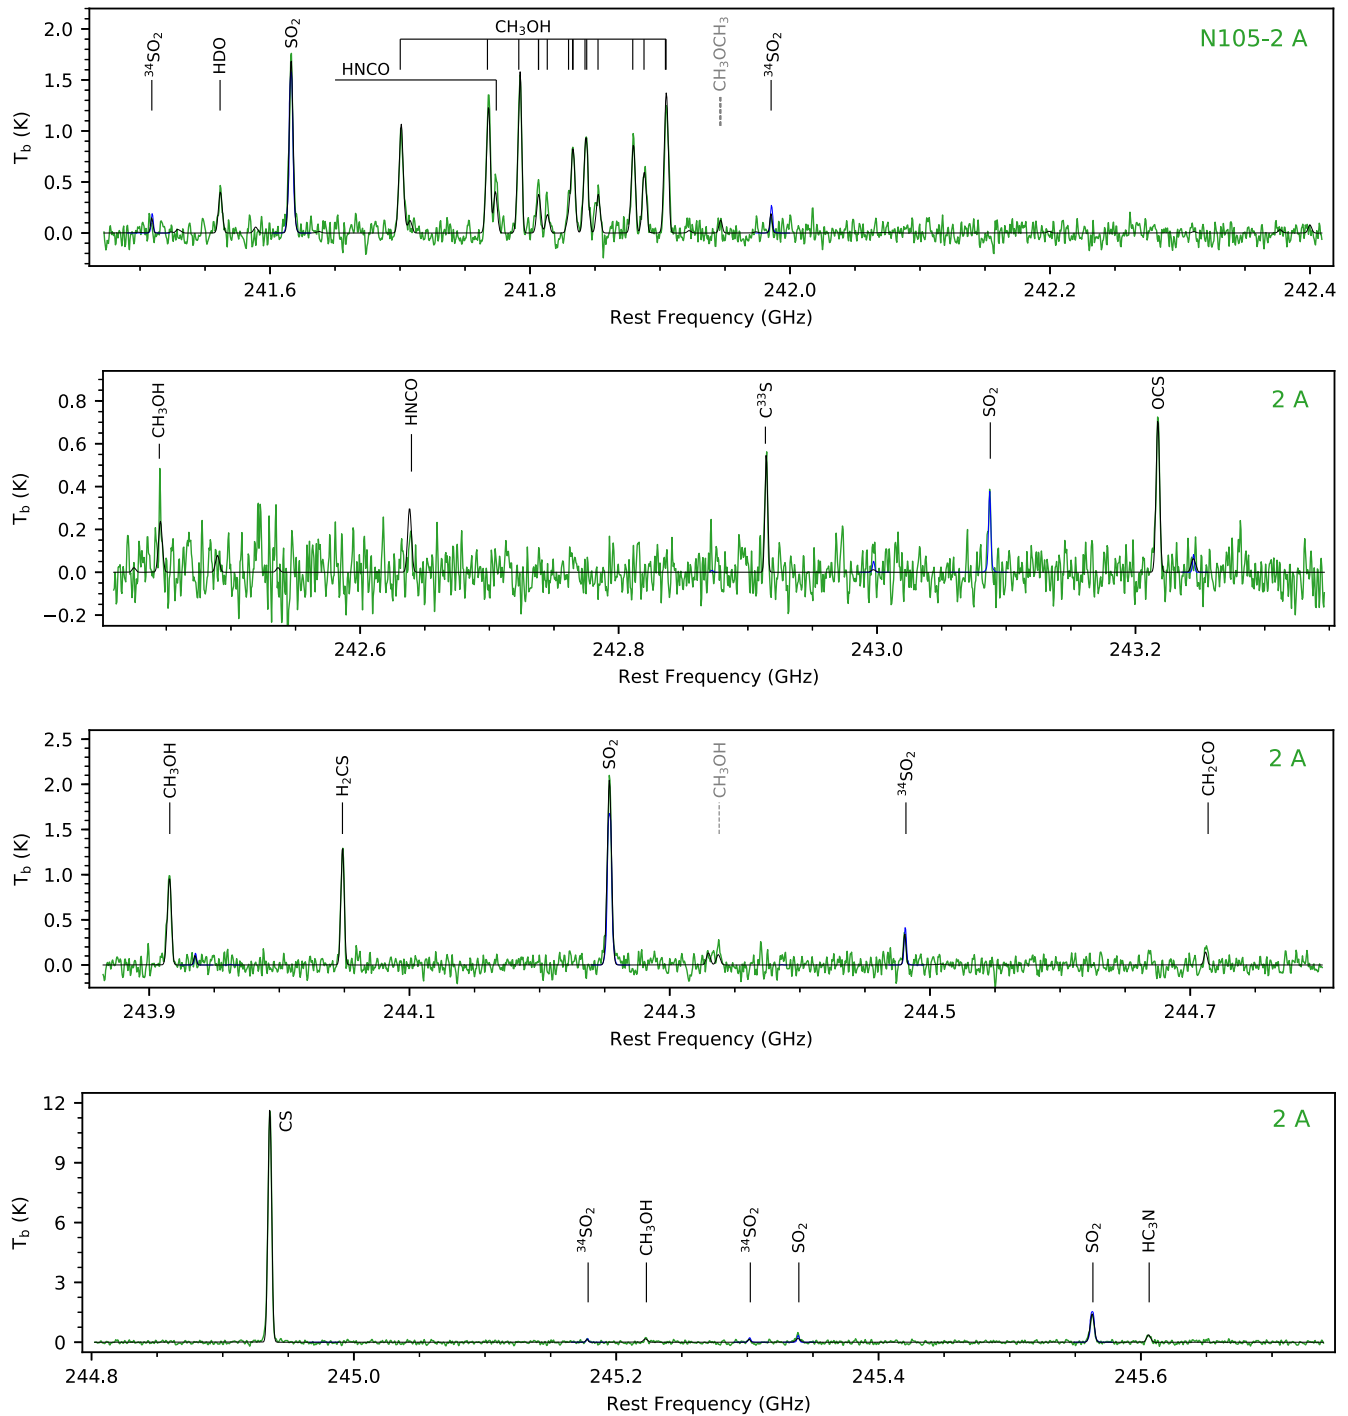 N105-2 A
³⁴SO₂
HDO
SO₂
HNCO
CH₃OH
CH₃OCH₃
³⁴SO₂
T_b (K)
2.0
1.5
1.0
0.5
0.0
241.6 241.8 242.0 242.2 242.4
Rest Frequency (GHz)
2 A
CH₃OH
HNCO
C³³S
SO₂
OCS
T_b (K)
0.8
0.6
0.4
0.2
0.0
−0.2
242.6 242.8 243.0 243.2
Rest Frequency (GHz)
2 A
CH₃OH
H₂CS
SO₂
CH₃OH
³⁴SO₂
CH₂CO
T_b (K)
2.5
2.0
1.5
1.0
0.5
0.0
243.9 244.1 244.3 244.5 244.7
Rest Frequency (GHz)
2 A
CS
³⁴SO₂
CH₃OH
³⁴SO₂
SO₂
SO₂
HC₃N
T_b (K)
12
9
6
3
0
244.8 245.0 245.2 245.4 245.6
Rest Frequency (GHz)